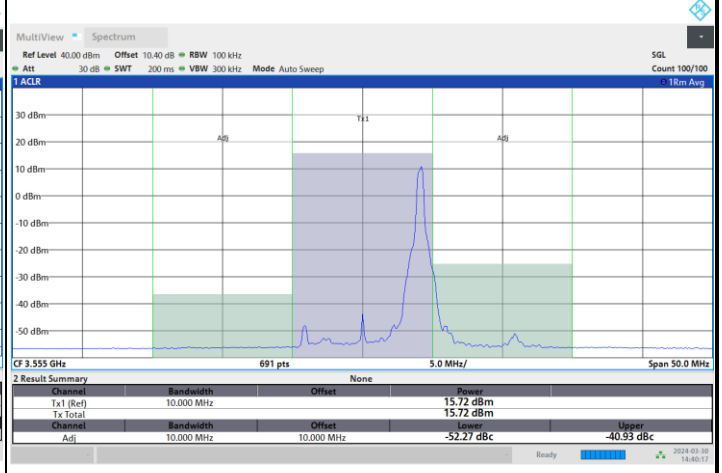 MultiView Spectrum
Ref Level 40.00 dBm Offset 10.40 dB RBW 100 kHz SGL
Att 30 dB SWT 200 ms VBW 300 kHz Mode Auto Sweep Count 100/100
1 ACLR 1Rm Avg
30 dBm
Tx1
20 dBm
Adj Adj
10 dBm
0 dBm
-10 dBm
-20 dBm
-30 dBm
-40 dBm
-50 dBm
CF 3.555 GHz 691 pts 5.0 MHz/ Span 50.0 MHz
2 Result Summary None
Channel Bandwidth Offset Power
Tx1 (Ref) 10.000 MHz 15.72 dBm
Tx Total 15.72 dBm
Channel Bandwidth Offset Lower Upper
Adj 10.000 MHz 10.000 MHz -52.27 dBc -40.93 dBc
Ready 2024-03-30
14:40:17